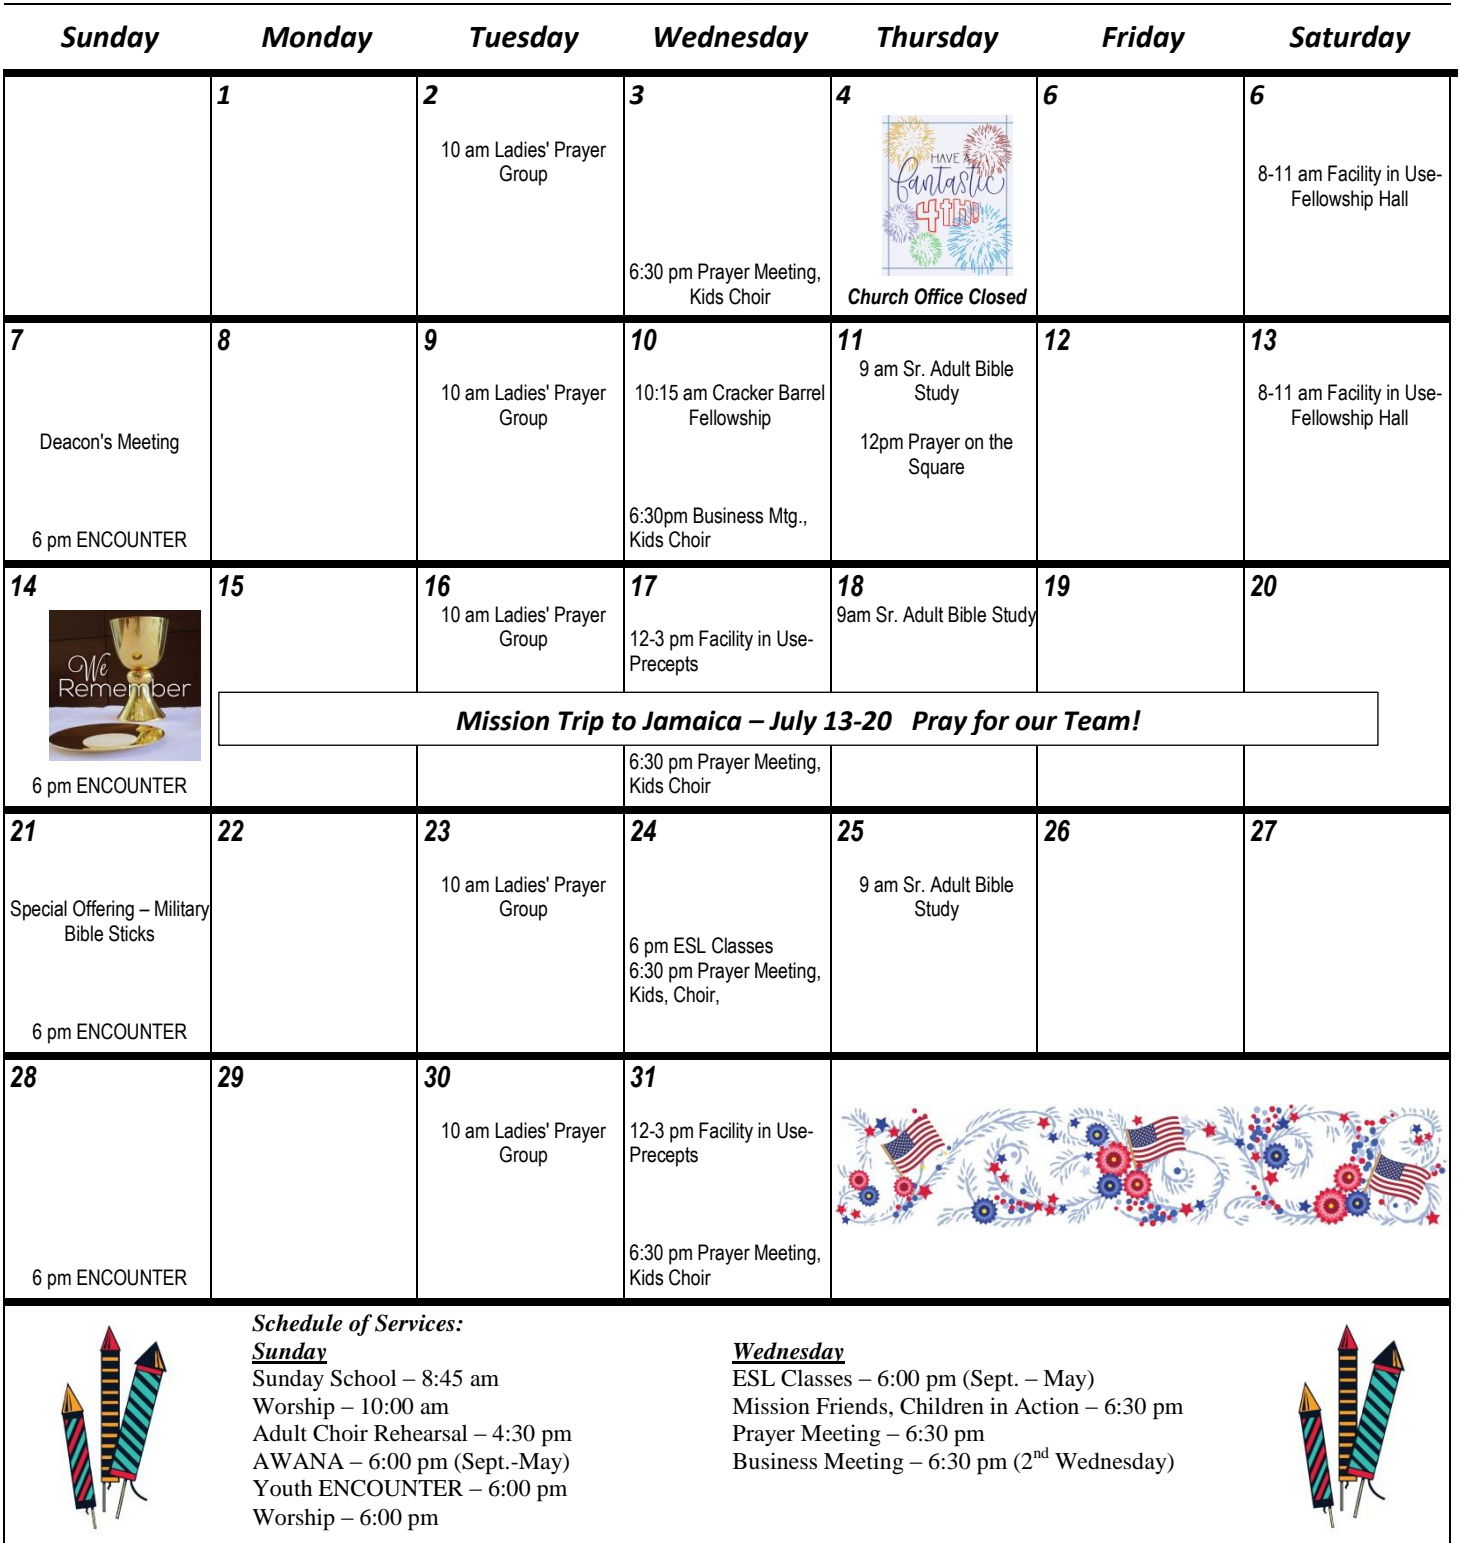 Sunday Monday Tuesday Wednesday Thursday Friday Saturday
1
2
10 am Ladies' Prayer
Group
3
6:30 pm Prayer Meeting,
Kids Choir
4
HAVE A
fantastic
4th!
Church Office Closed
6
6
8-11 am Facility in Use-
Fellowship Hall
7
Deacon's Meeting
6 pm ENCOUNTER
8
9
10 am Ladies' Prayer
Group
10
10:15 am Cracker Barrel
Fellowship
6:30pm Business Mtg.,
Kids Choir
11
9 am Sr. Adult Bible
Study
12pm Prayer on the
Square
12
13
8-11 am Facility in Use-
Fellowship Hall
14
We
Remember
6 pm ENCOUNTER
15
16
10 am Ladies' Prayer
Group
17
12-3 pm Facility in Use-
Precepts
18
9am Sr. Adult Bible Study
19
20
Mission Trip to Jamaica – July 13-20 Pray for our Team!
6:30 pm Prayer Meeting,
Kids Choir
21
Special Offering – Military
Bible Sticks
6 pm ENCOUNTER
22
23
10 am Ladies' Prayer
Group
24
6 pm ESL Classes
6:30 pm Prayer Meeting,
Kids, Choir,
25
9 am Sr. Adult Bible
Study
26
27
28
6 pm ENCOUNTER
29
30
10 am Ladies' Prayer
Group
31
12-3 pm Facility in Use-
Precepts
6:30 pm Prayer Meeting,
Kids Choir
Schedule of Services:
Sunday
Sunday School – 8:45 am
Worship – 10:00 am
Adult Choir Rehearsal – 4:30 pm
AWANA – 6:00 pm (Sept.-May)
Youth ENCOUNTER – 6:00 pm
Worship – 6:00 pm
Wednesday
ESL Classes – 6:00 pm (Sept. – May)
Mission Friends, Children in Action – 6:30 pm
Prayer Meeting – 6:30 pm
Business Meeting – 6:30 pm (2nd Wednesday)